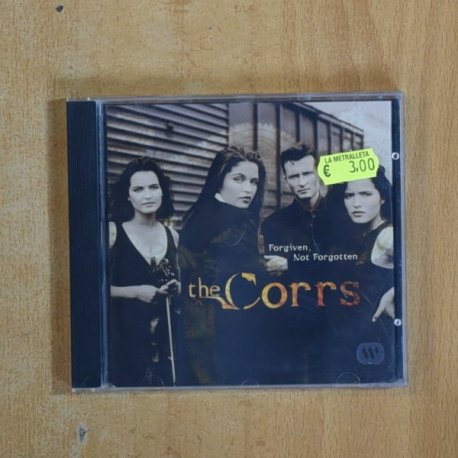 LA METRALLETA
€ 3.00
Forgiven,
Not Forgotten
the Corrs